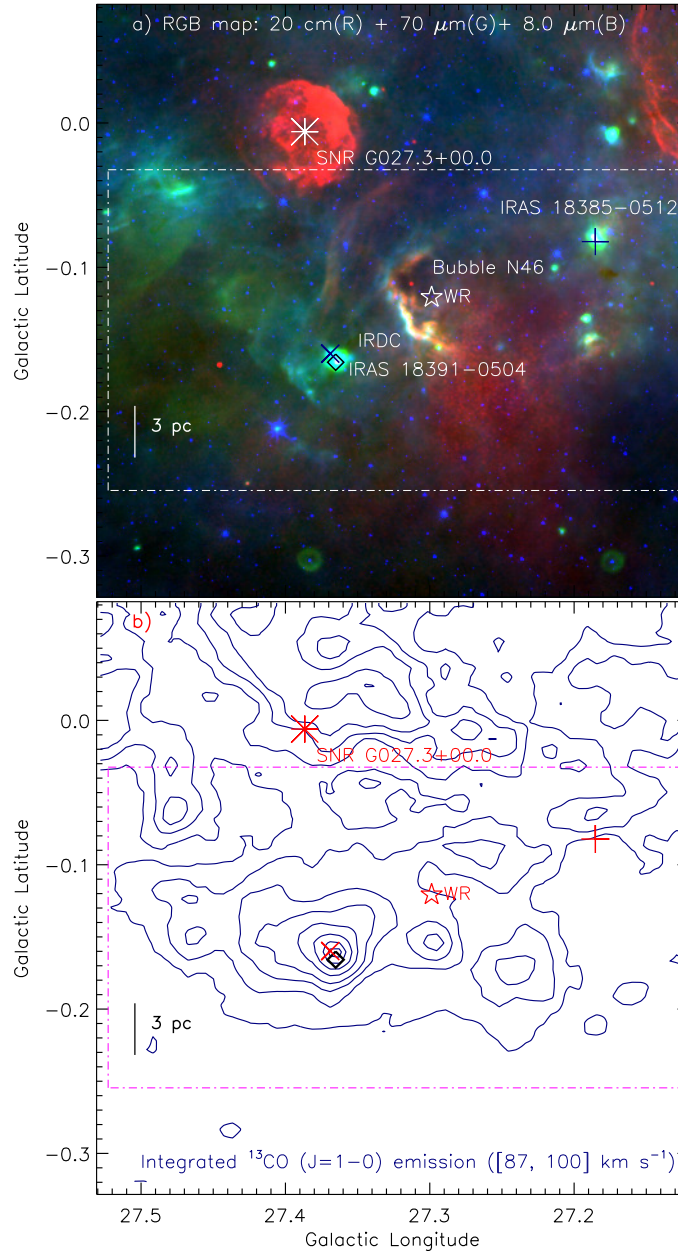 a) RGB map: 20 cm(R) + 70 μm(G)+ 8.0 μm(B)
0.0
SNR G027.3+00.0
IRAS 18385−0512
Galactic Latitude
−0.1
Bubble N46
WR
IRDC
IRAS 18391−0504
−0.2
3 pc
−0.3
b)
0.0
SNR G027.3+00.0
Galactic Latitude
−0.1
WR
−0.2
3 pc
−0.3
Integrated ¹³CO (J=1−0) emission ([87, 100] km s⁻¹)
27.5 27.4 27.3 27.2
Galactic Longitude